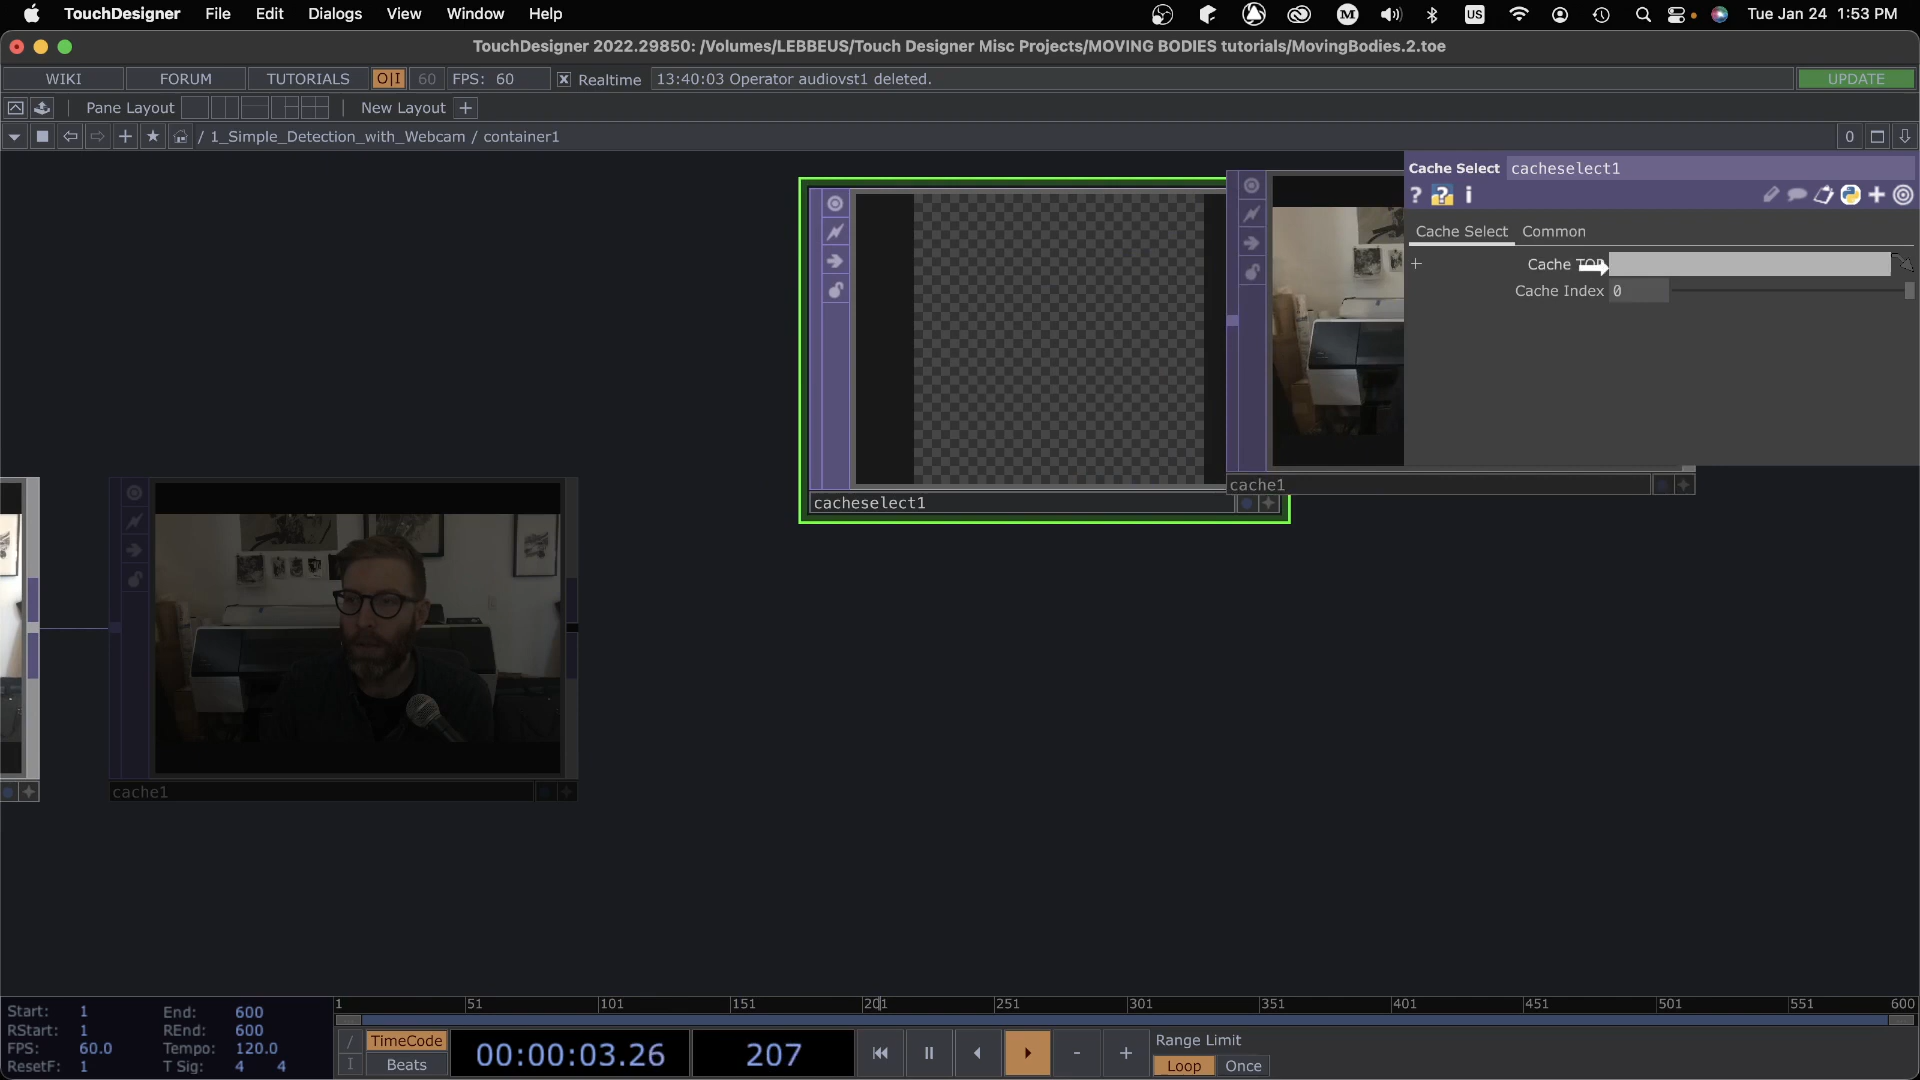 TouchDesigner File Edit Dialogs View Window Help US Tue Jan 24 1:53 PM
TouchDesigner 2022.29850: /Volumes/LEBBEUS/Touch Designer Misc Projects/MOVING BODIES tutorials/MovingBodies.2.toe
WIKI FORUM TUTORIALS O|I 60 FPS: 60 Realtime 13:40:03 Operator audiovst1 deleted. UPDATE
Pane Layout New Layout +
/ 1_Simple_Detection_with_Webcam / container1 0
Cache Select cacheselect1
? ? i
Cache Select Common
Cache TOP
Cache Index 0
cache1
cacheselect1
cache1
1 51 101 151 201 251 301 351 401 451 501 551 600
Start: 1 End: 600
RStart: 1 REnd: 600
FPS: 60.0 Tempo: 120.0
ResetF: 1 T Sig: 4 4
/ TimeCode
I Beats
00:00:03.26 207 - +
Range Limit
Loop Once